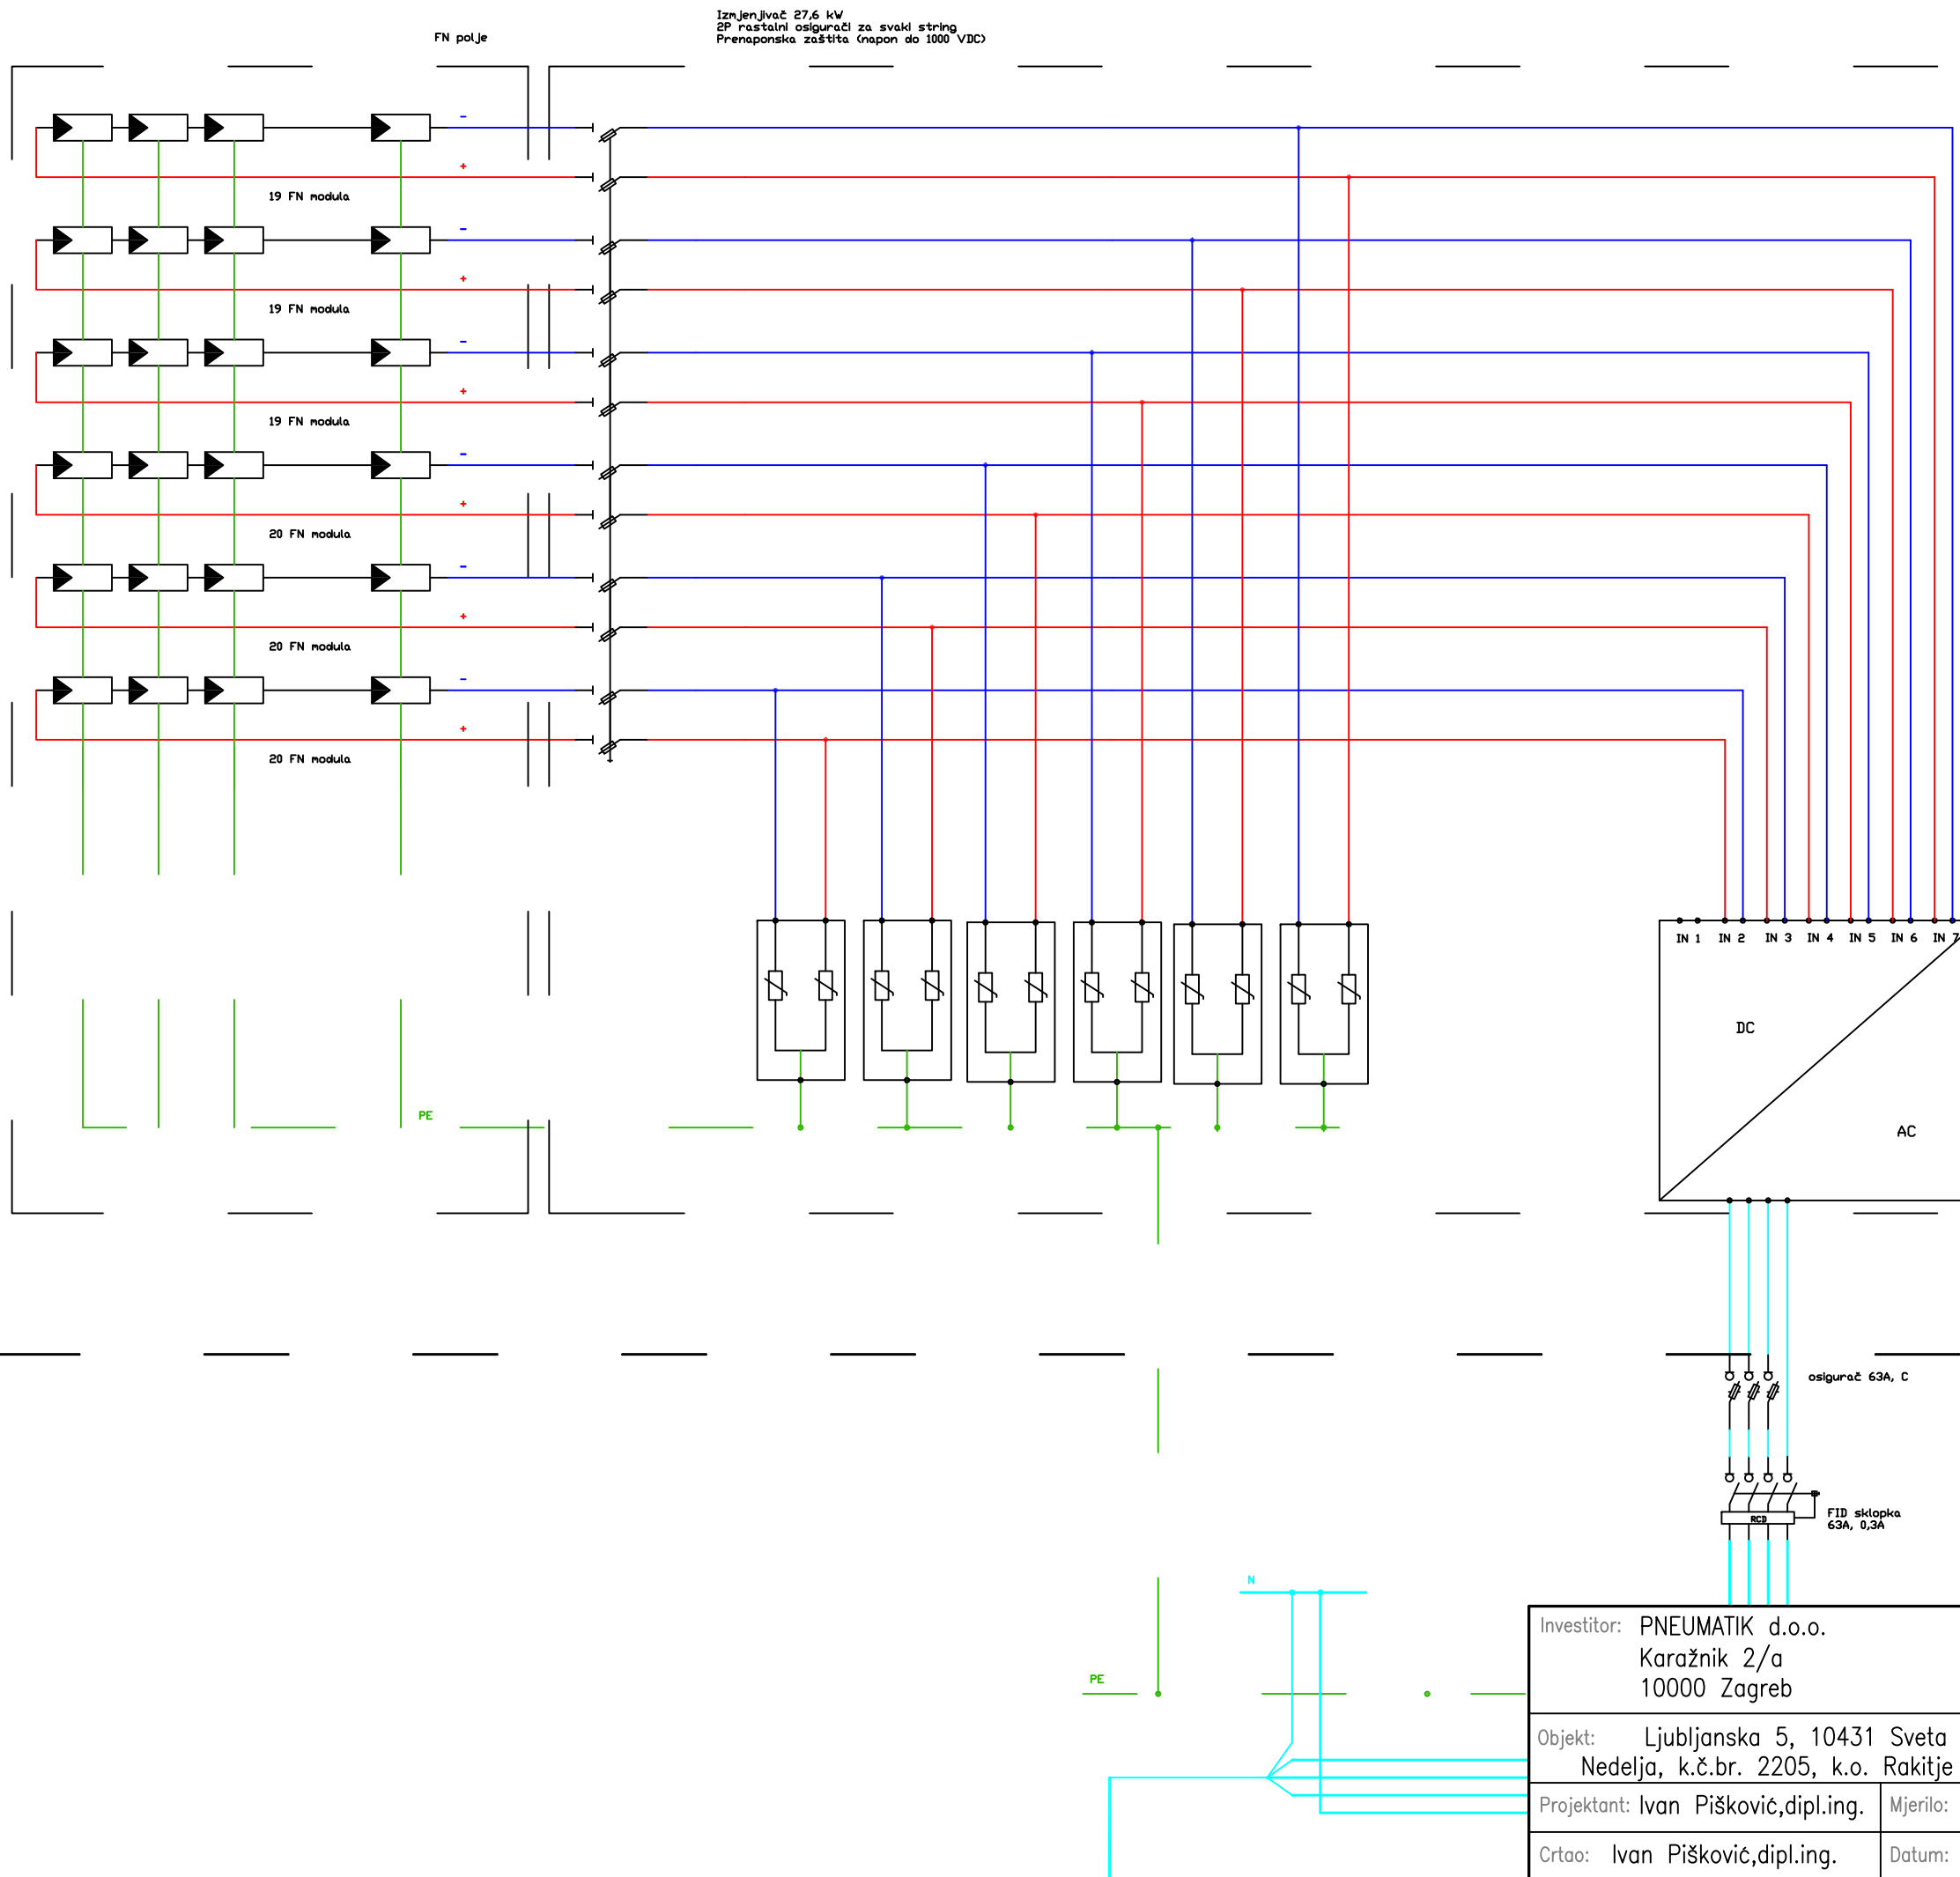 Izmjenjivač 27,6 kW
2P rastalni osigurači za svaki string
Prenaponska zaštita (napon do 1000 VDC)
FN polje
-
+
19 FN modula
-
+
19 FN modula
-
+
19 FN modula
-
+
20 FN modula
-
+
20 FN modula
-
+
20 FN modula
IN 1 IN 2 IN 3 IN 4 IN 5 IN 6 IN 7
DC
AC
PE
osigurač 63A, C
RCD
FID sklopka
63A, 0,3A
N
PE
Investitor: PNEUMATIK d.o.o.
Karažnik 2/a
10000 Zagreb
Objekt: Ljubljanska 5, 10431 Sveta
Nedelja, k.č.br. 2205, k.o. Rakitje
Projektant: Ivan Pišković,dipl.ing. Mjerilo:
Crtao: Ivan Pišković,dipl.ing. Datum: